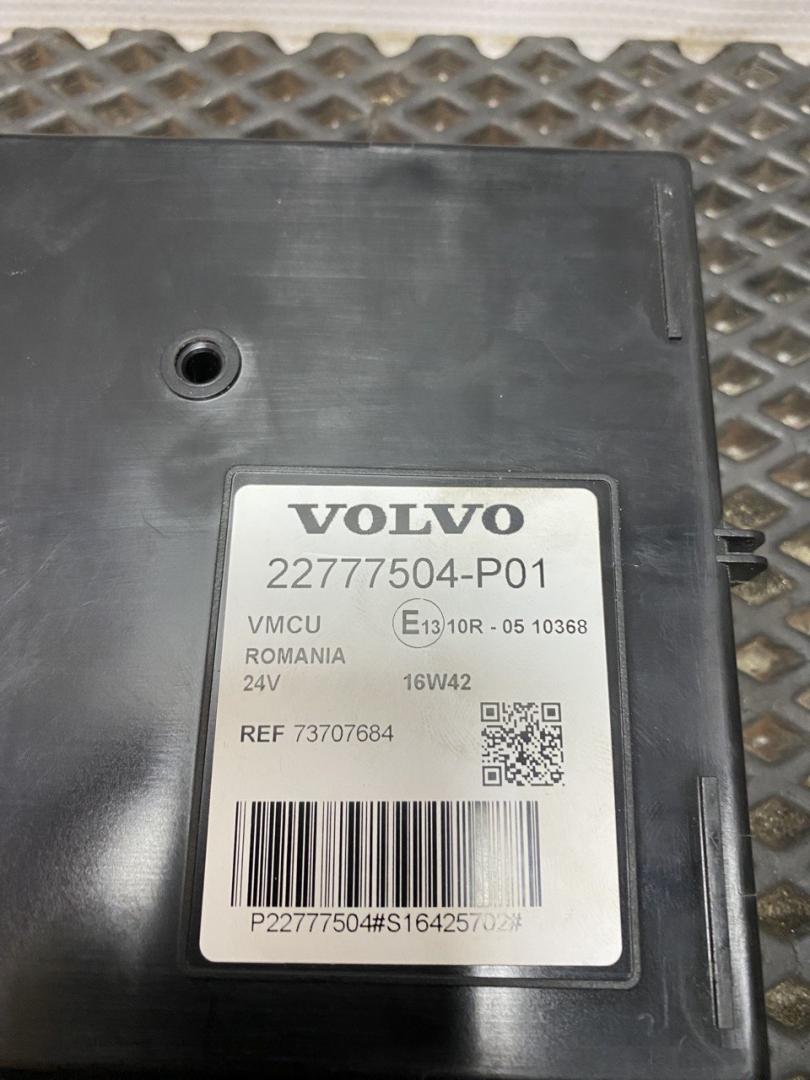 VOLVO
22777504-P01
VMCU E13 10R - 05 10368
ROMANIA
24V 16W42
REF 73707684
P22777504#S16425702#